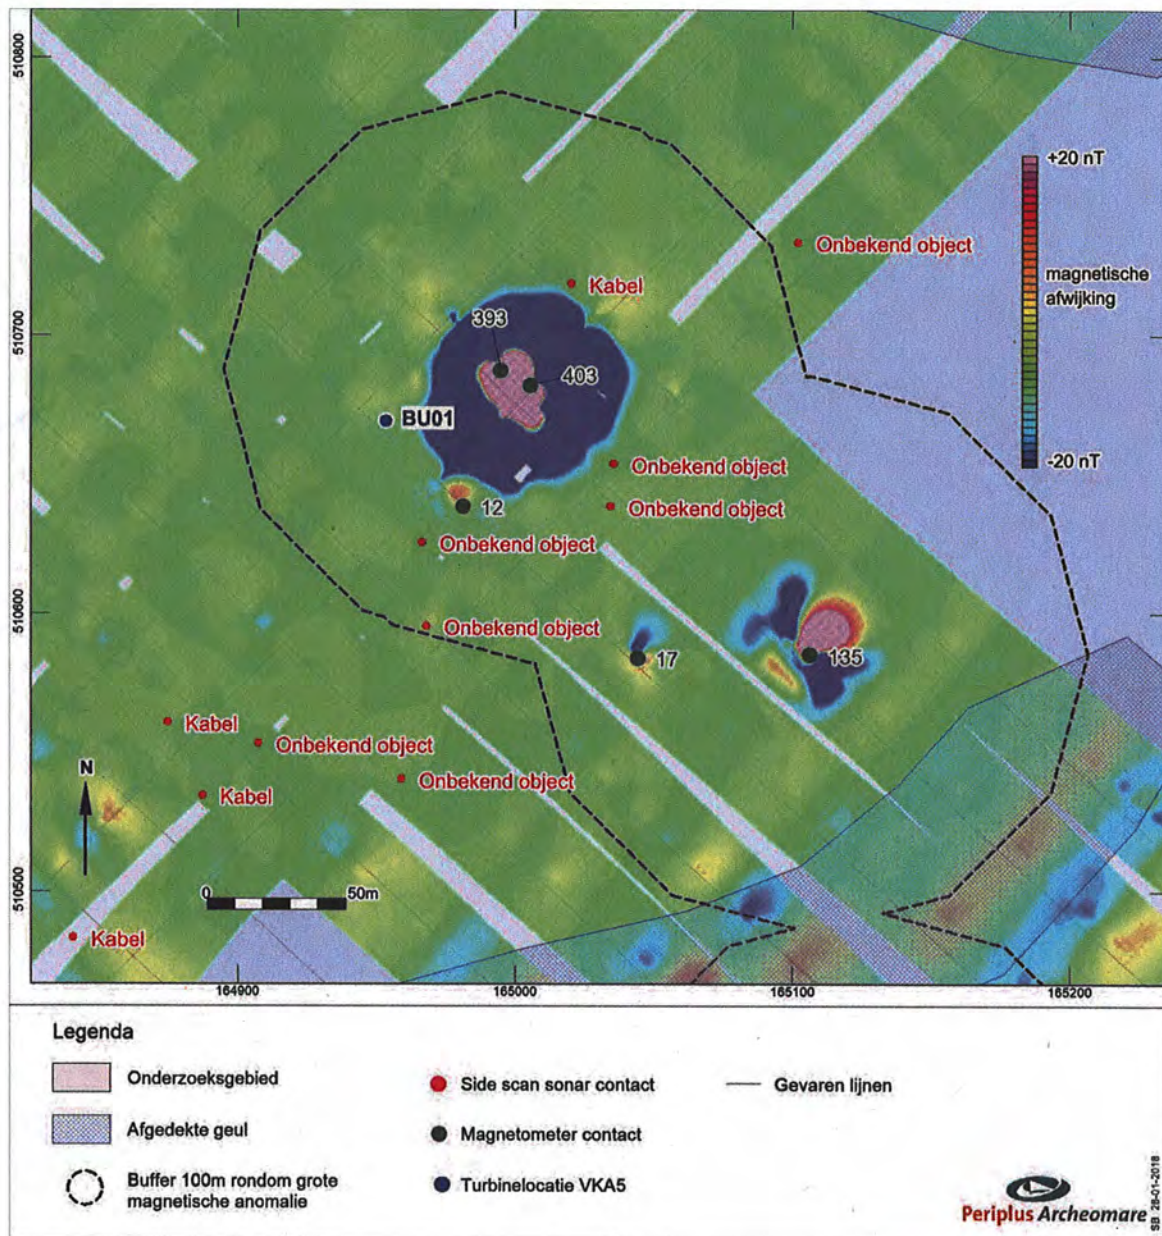 510800
+20 nT
Onbekend object
magnetische
afwijking
Kabel
510700
393
403
BU01
Onbekend object
-20 nT
12
Onbekend object
Onbekend object
510600
Onbekend object
17
135
Kabel
Onbekend object
N
Onbekend object
Kabel
510500
0
50m
Kabel
164900
165000
165100
165200
Legenda
Onderzoeksgebied
Side scan sonar contact
Gevaren lijnen
Afgedekte geul
Magnetometer contact
Buffer 100m rondom grote
magnetische anomalie
Turbinelocatie VKA5
Periplus Archeomare
SB 26-01-2018